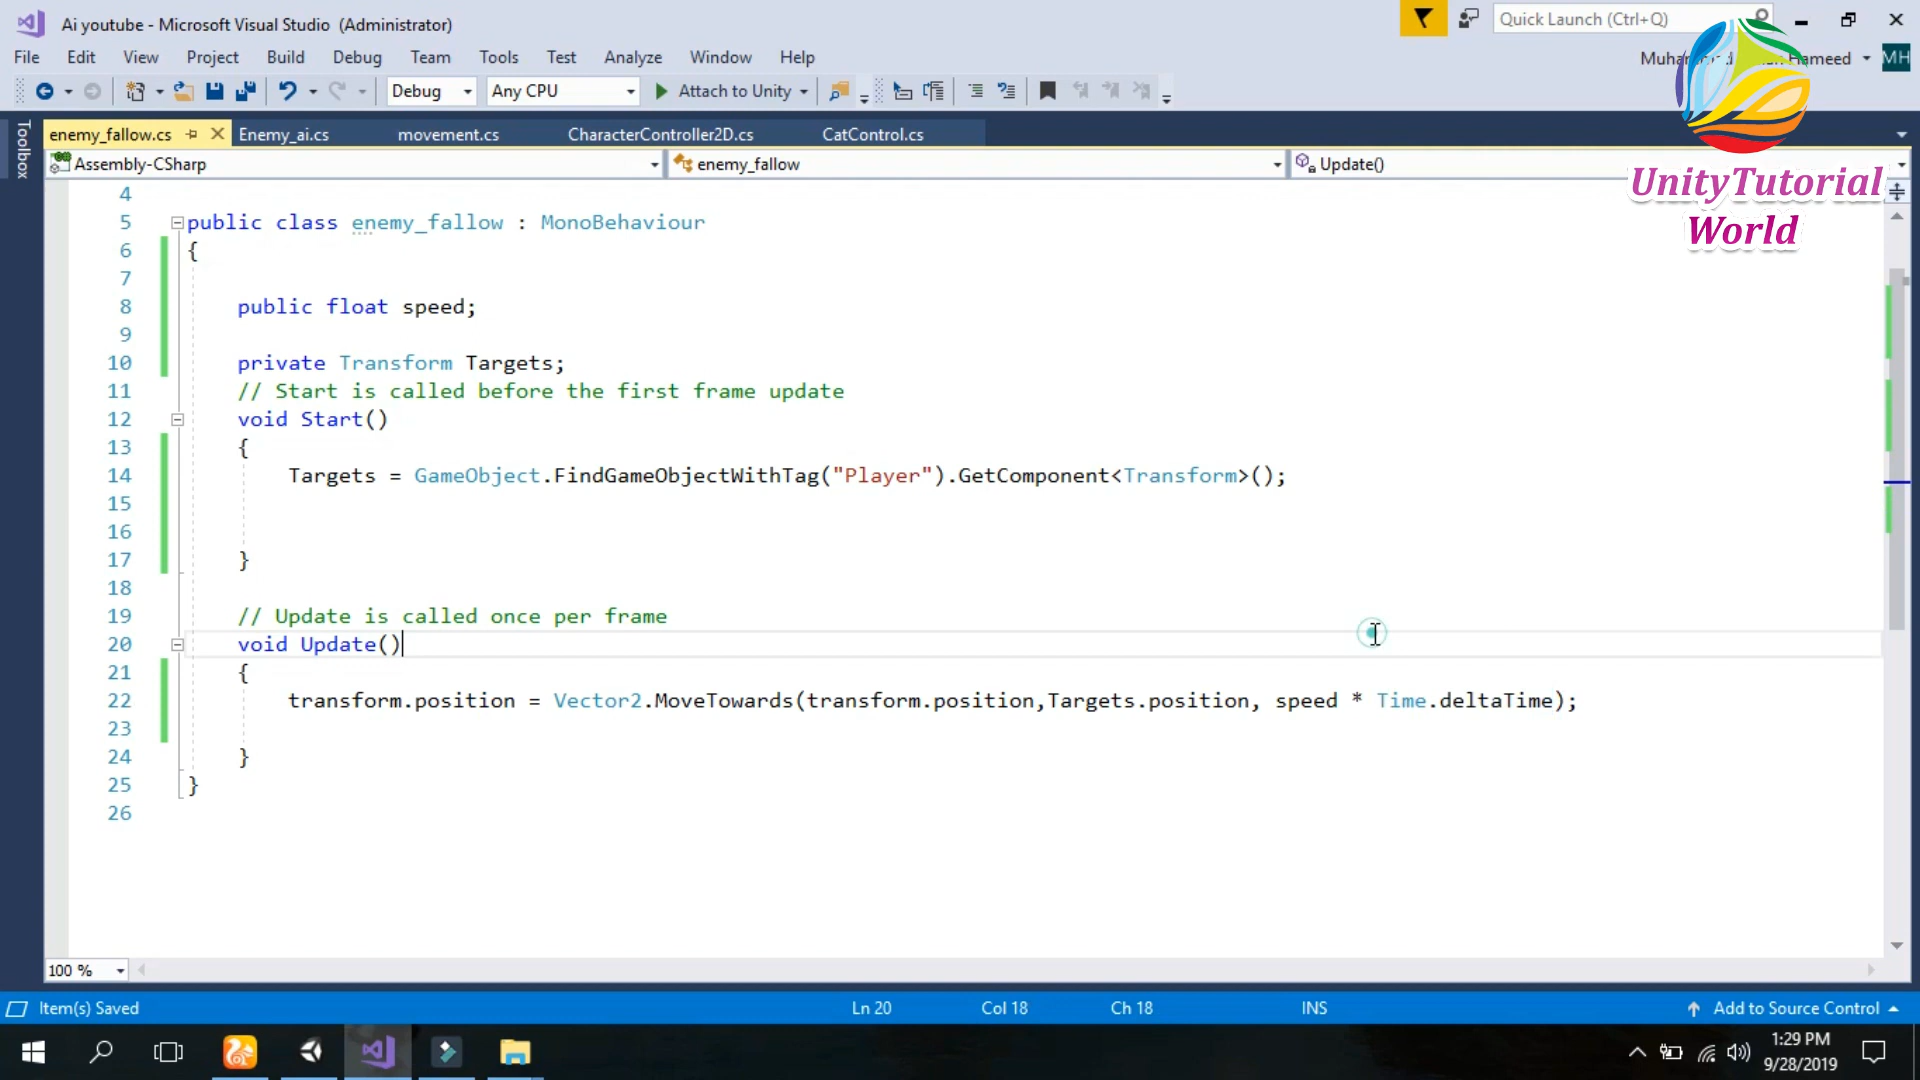 Ai youtube - Microsoft Visual Studio (Administrator)
Quick Launch (Ctrl+Q)
File Edit View Project Build Debug Team Tools Test Analyze Window Help
Hameed MH
Debug Any CPU Attach to Unity
UnityTutorial
World
Toolbox
enemy_fallow.cs Enemy_ai.cs movement.cs CharacterController2D.cs CatControl.cs
Assembly-CSharp enemy_fallow Update()
4
5 public class enemy_fallow : MonoBehaviour
6 {
7
8 public float speed;
9
10 private Transform Targets;
11 // Start is called before the first frame update
12 void Start()
13 {
14 Targets = GameObject.FindGameObjectWithTag("Player").GetComponent<Transform>();
15
16
17 }
18
19 // Update is called once per frame
20 void Update()
21 {
22 transform.position = Vector2.MoveTowards(transform.position,Targets.position, speed * Time.deltaTime);
23
24 }
25 }
26
100 %
Item(s) Saved Ln 20 Col 18 Ch 18 INS Add to Source Control
1:29 PM
9/28/2019